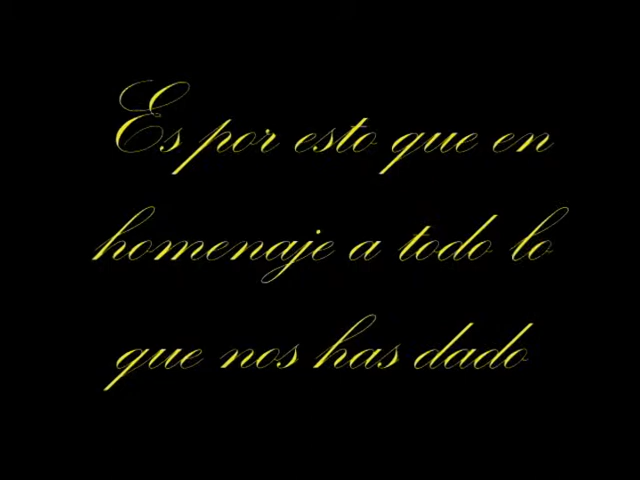 Es por esto que en
homenaje a todo lo
que nos has dado